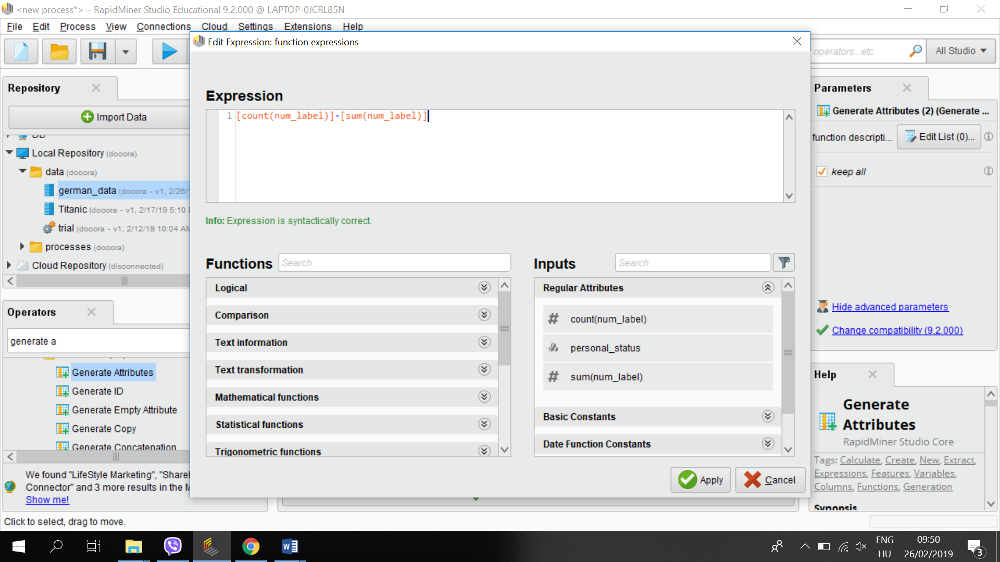 <new process*> – RapidMiner Studio Educational 9.2.000 @ LAPTOP-0JCRL85N
File Edit Process View Connections Cloud Settings Extensions Help
Edit Expression: function expressions
operators...etc
All Studio
Repository
Import Data
Local Repository (dooora)
data (dooora)
german_data (dooora - v1, 2/26/
Titanic (dooora - v1, 2/17/19 5:10
trial (dooora - v1, 2/12/19 10:04 AM
processes (dooora)
Cloud Repository (disconnected)
Operators
generate a
Generate Attributes
Generate ID
Generate Empty Attribute
Generate Copy
Generate Concatenation
We found "LifeStyle Marketing", "Share
Connector" and 3 more results in the M
Show me!
Click to select, drag to move.
Expression
1 [count(num_label)]-[sum(num_label)]
Info: Expression is syntactically correct.
Functions
Search
Logical
Comparison
Text information
Text transformation
Mathematical functions
Statistical functions
Trigonometric functions
Inputs
Search
Regular Attributes
# count(num_label)
personal_status
# sum(num_label)
Basic Constants
Date Function Constants
Apply
Cancel
Parameters
Generate Attributes (2) (Generate ...
function descripti...
Edit List (0)...
keep all
Hide advanced parameters
Change compatibility (9.2.000)
Help
Generate
Attributes
RapidMiner Studio Core
Tags: Calculate, Create, New, Extract,
Expressions, Features, Variables,
Columns, Functions, Generation
Synopsis
ENG
HU
09:50
26/02/2019
3